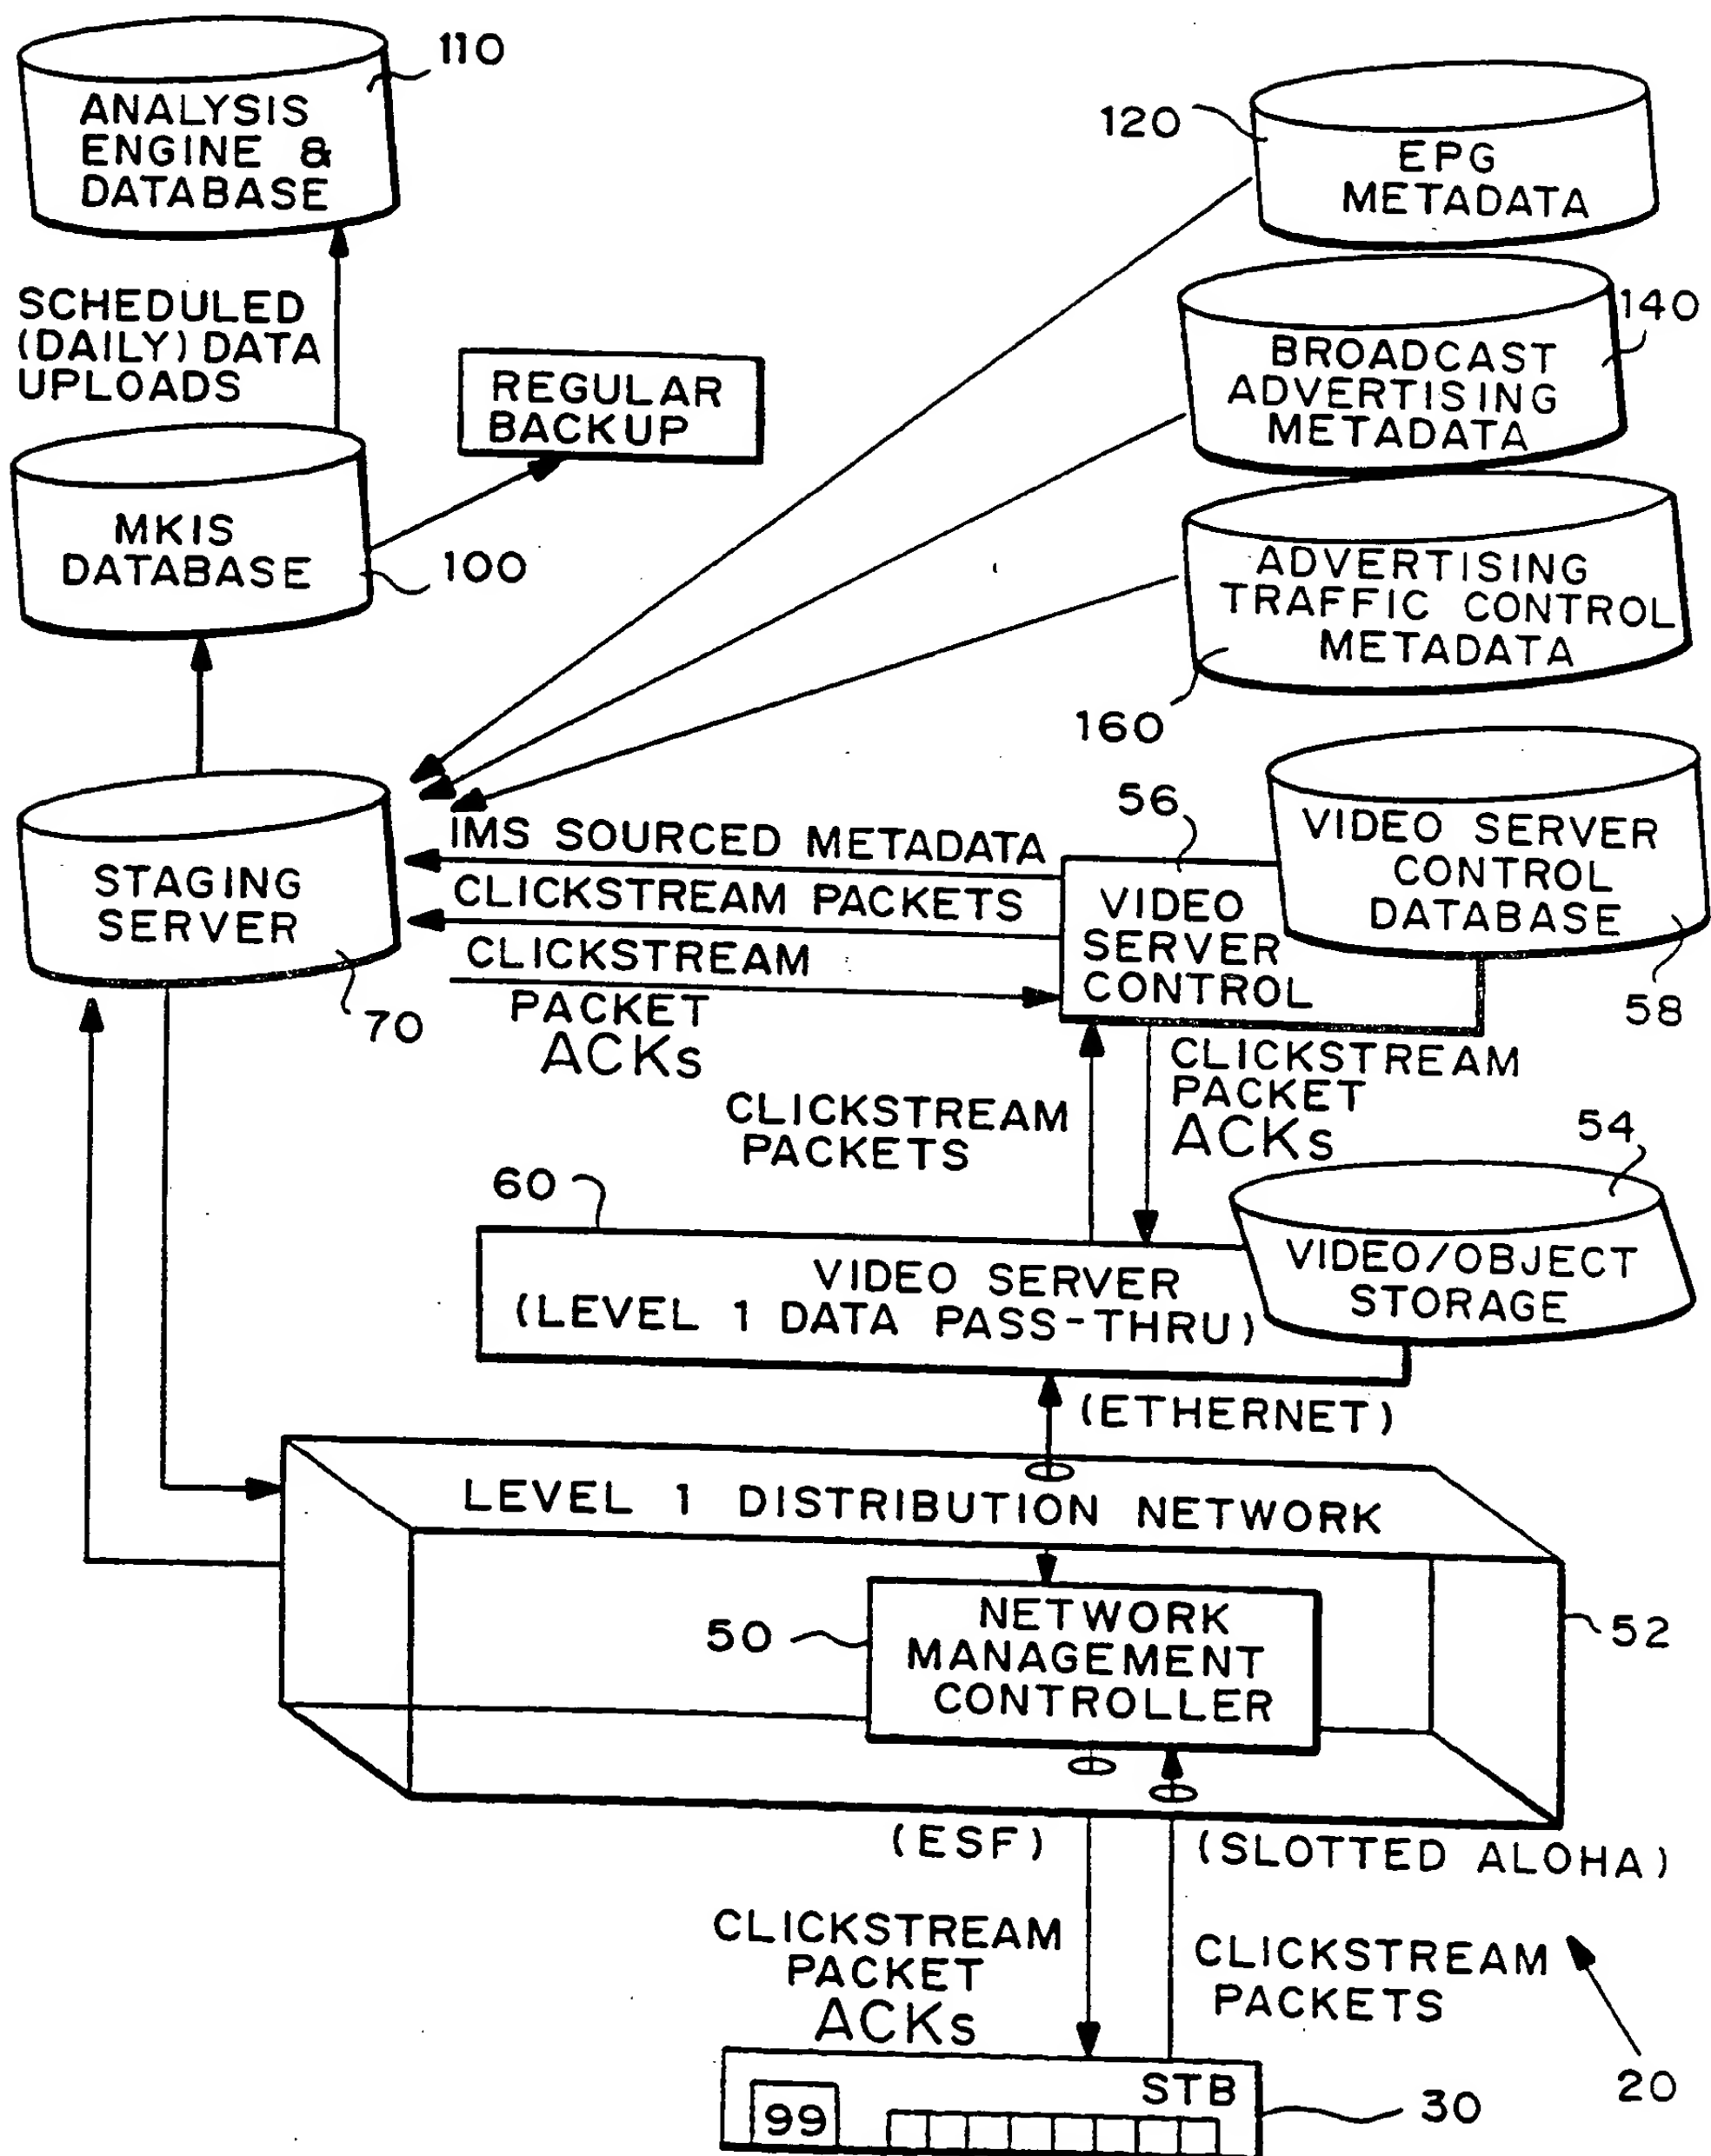 110
ANALYSIS
ENGINE &
DATABASE
120
EPG
METADATA
SCHEDULED
(DAILY) DATA
UPLOADS
140
BROADCAST
ADVERTISING
METADATA
REGULAR
BACKUP
MKIS
DATABASE
100
ADVERTISING
TRAFFIC CONTROL
METADATA
160
56
VIDEO SERVER
CONTROL
DATABASE
58
IMS SOURCED METADATA
CLICKSTREAM PACKETS
CLICKSTREAM
PACKET
ACKs
STAGING
SERVER
70
VIDEO
SERVER
CONTROL
CLICKSTREAM
PACKETS
CLICKSTREAM
PACKET
ACKs
54
60
VIDEO SERVER
(LEVEL 1 DATA PASS-THRU)
VIDEO/OBJECT
STORAGE
(ETHERNET)
LEVEL 1 DISTRIBUTION NETWORK
50
NETWORK
MANAGEMENT
CONTROLLER
52
(ESF)
(SLOTTED ALOHA)
CLICKSTREAM
PACKET
ACKs
CLICKSTREAM
PACKETS
20
STB
99
30